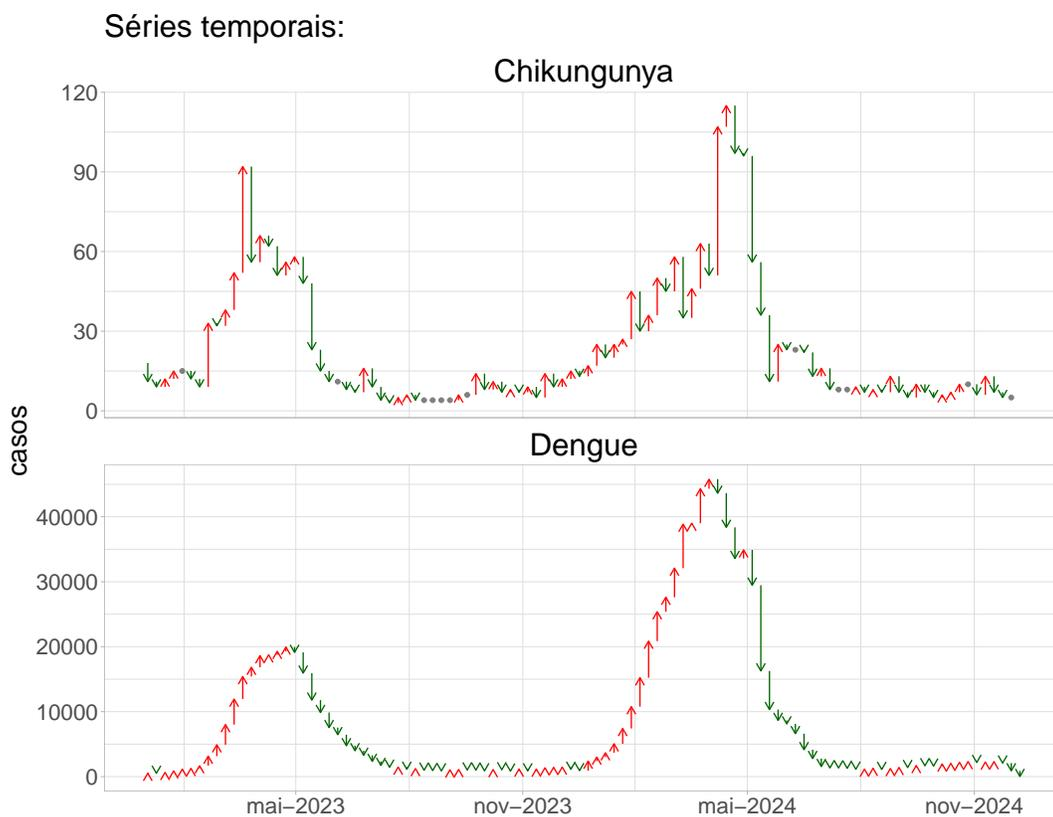 Séries temporais:
Chikungunya
120
90
60
30
0
casos
Dengue
40000
30000
20000
10000
0
mai–2023
nov–2023
mai–2024
nov–2024